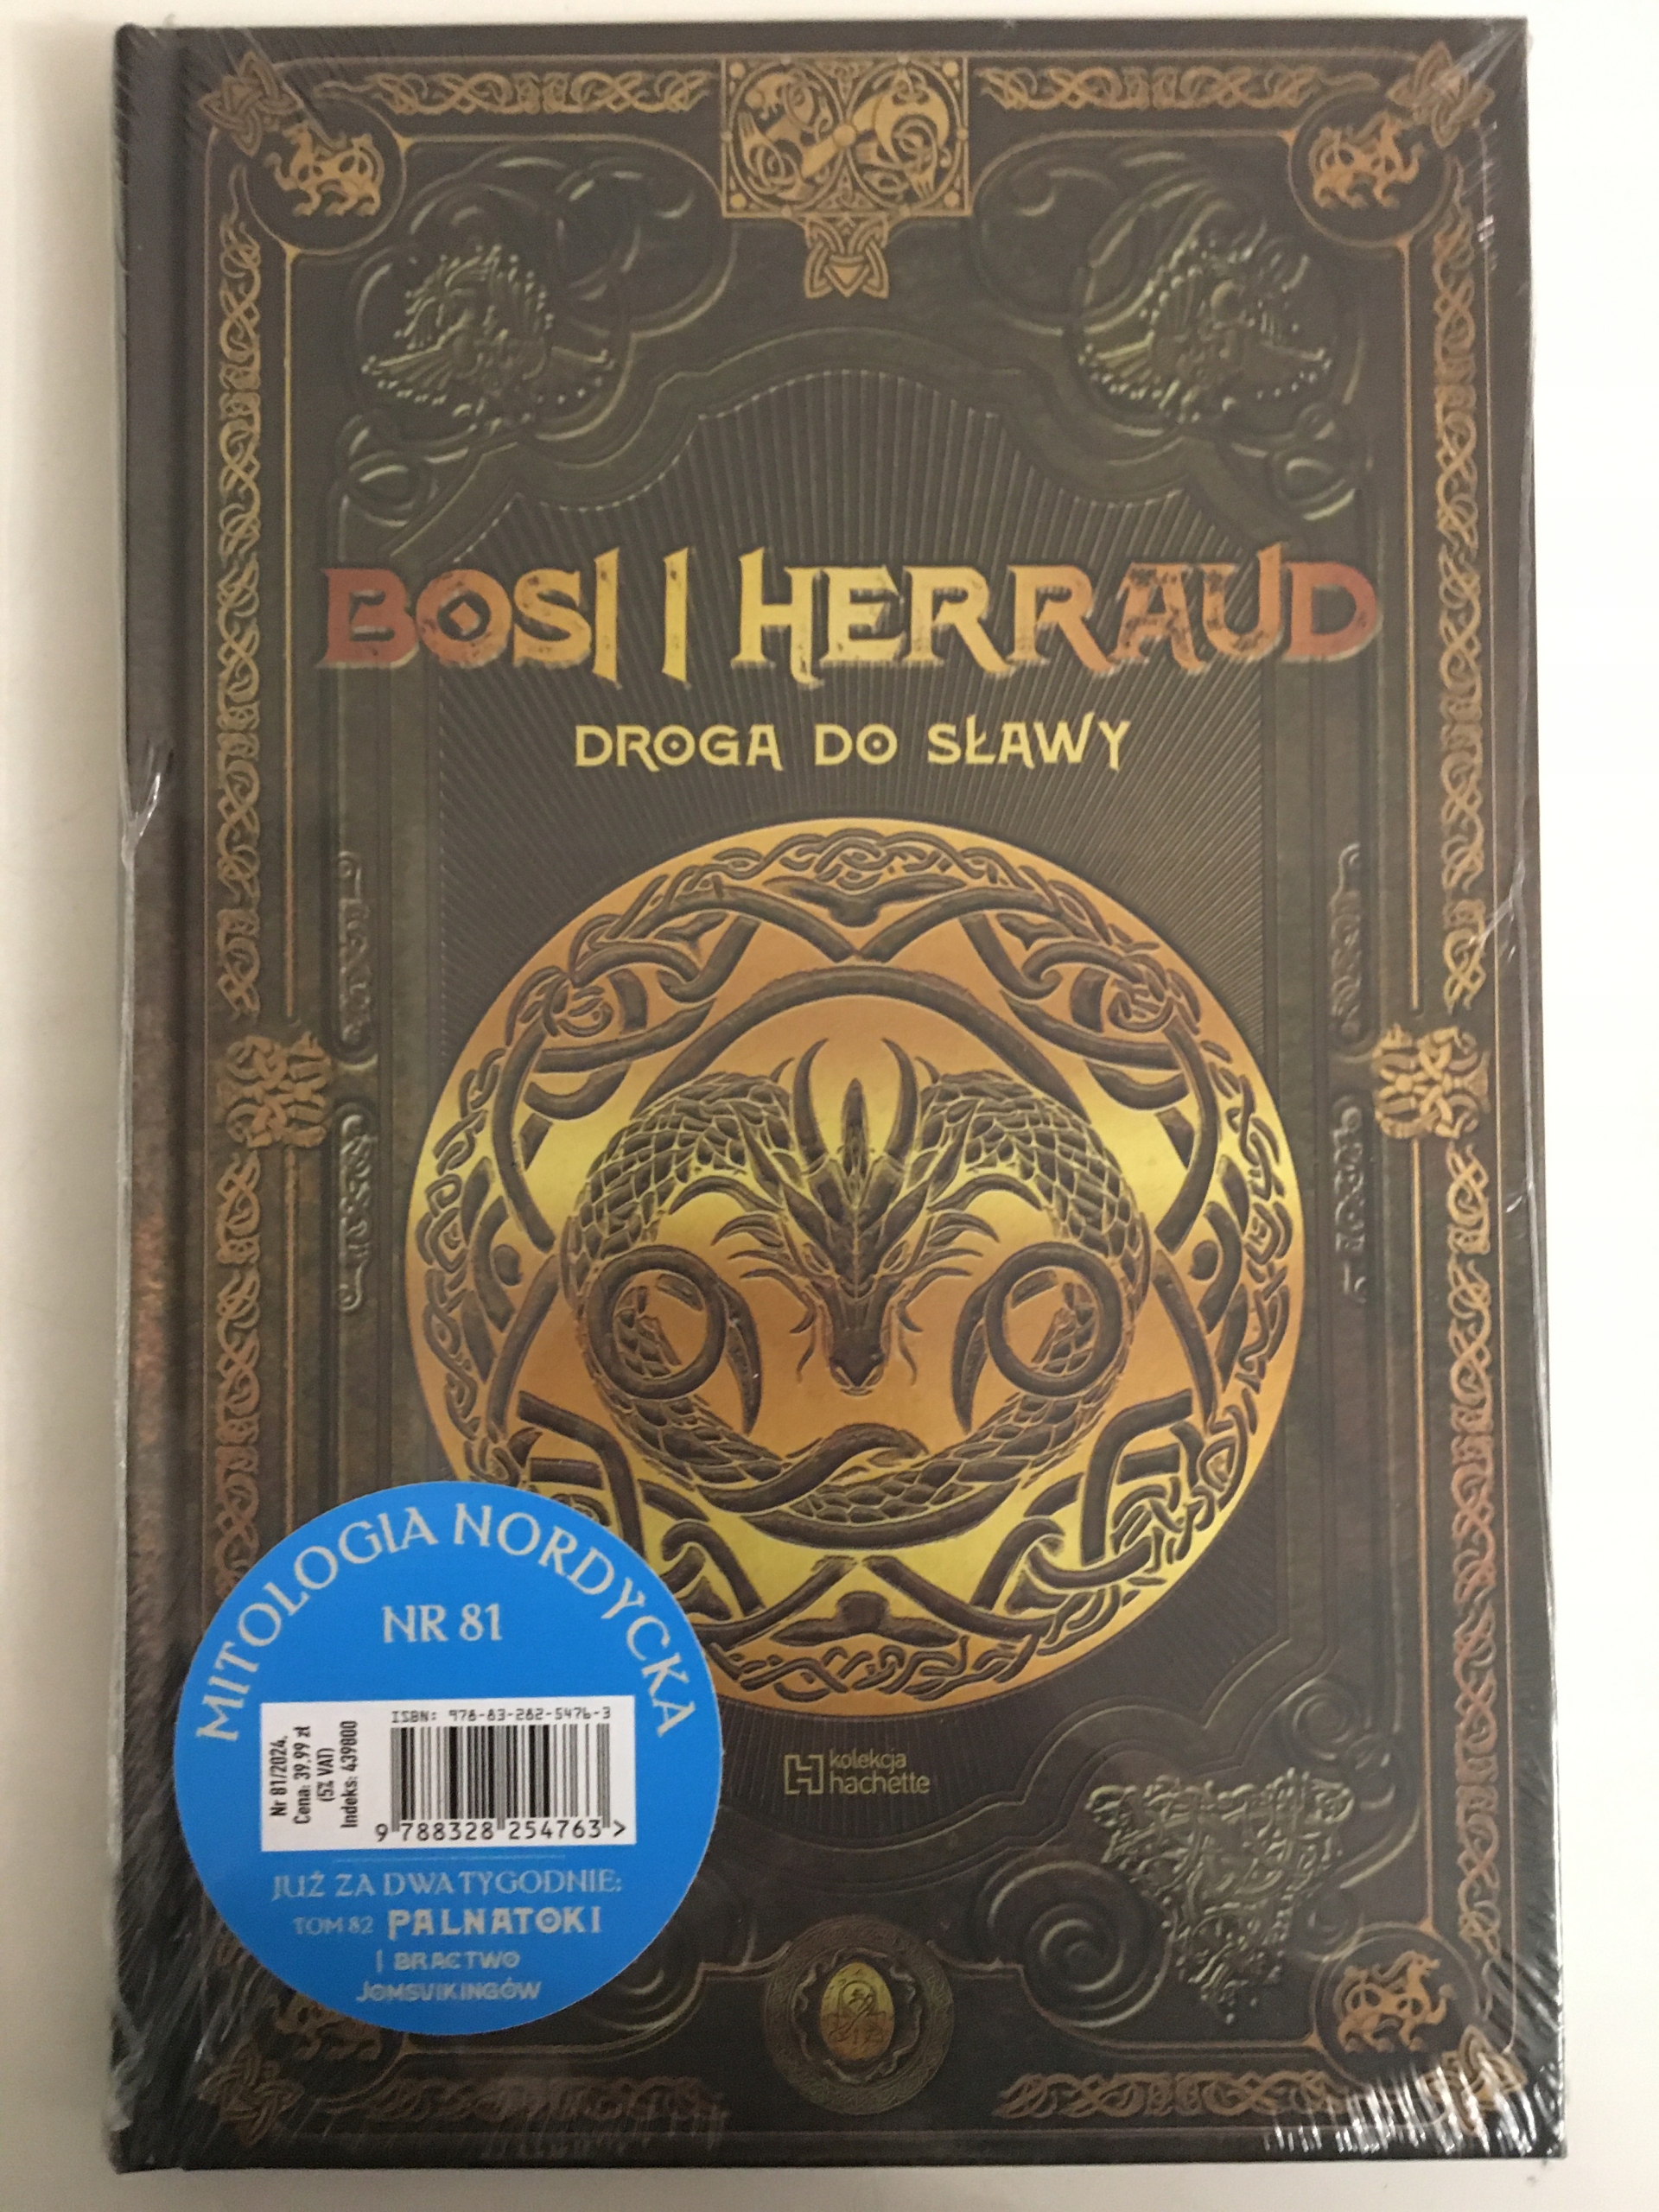 BOSI I HERRAUD
DROGA DO SŁAWY
MITOLOGIA NORDYCKA
NR 81
ISBN: 978-83-282-5476-3
Nr 81/2024.
Cena: 39,99 zł
(5% VAT)
Indeks: 439800
9 788328 254763 >
JUŻ ZA DWA TYGODNIE:
TOM 82 PALNATOKI
I BRACTWO
JOMSVIKINGÓW
kolekcja
hachette